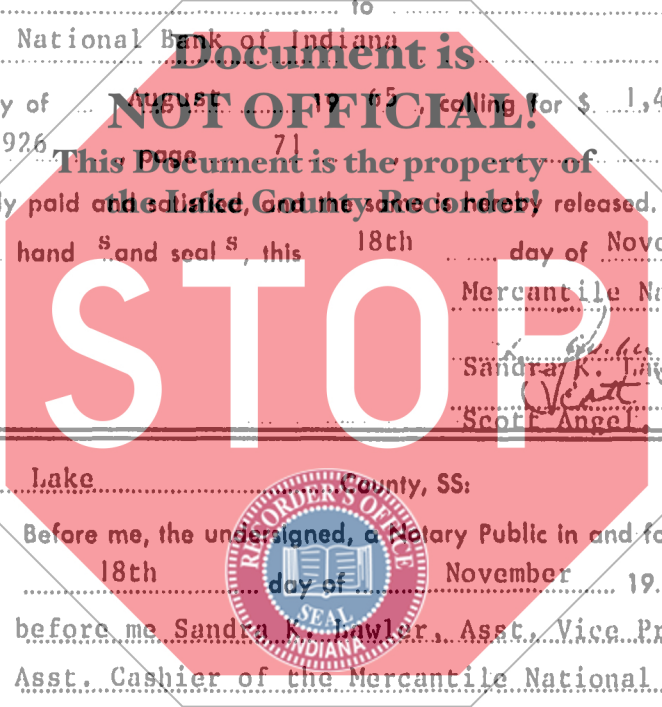 to
National Bank of Indiana
Document is
y of August 19 65, calling for $ 1,4
NOT OFFICIAL!
926, page 71,
This Document is the property of
ly paid and satisfied, and the same is hereby released.
the Lake County Recorder!
hand s and seal s, this 18th day of Nove
STOP
Mercantile Na
Sandra K. Law
Scott Angel,
Lake County, SS:
RECORDER'S OFFICE
Before me, the undersigned, a Notary Public in and fo
18th day of November 19
SEAL
INDIANA
before me Sandra K. Lawler, Asst. Vice Pr
Asst. Cashier of the Mercantile National